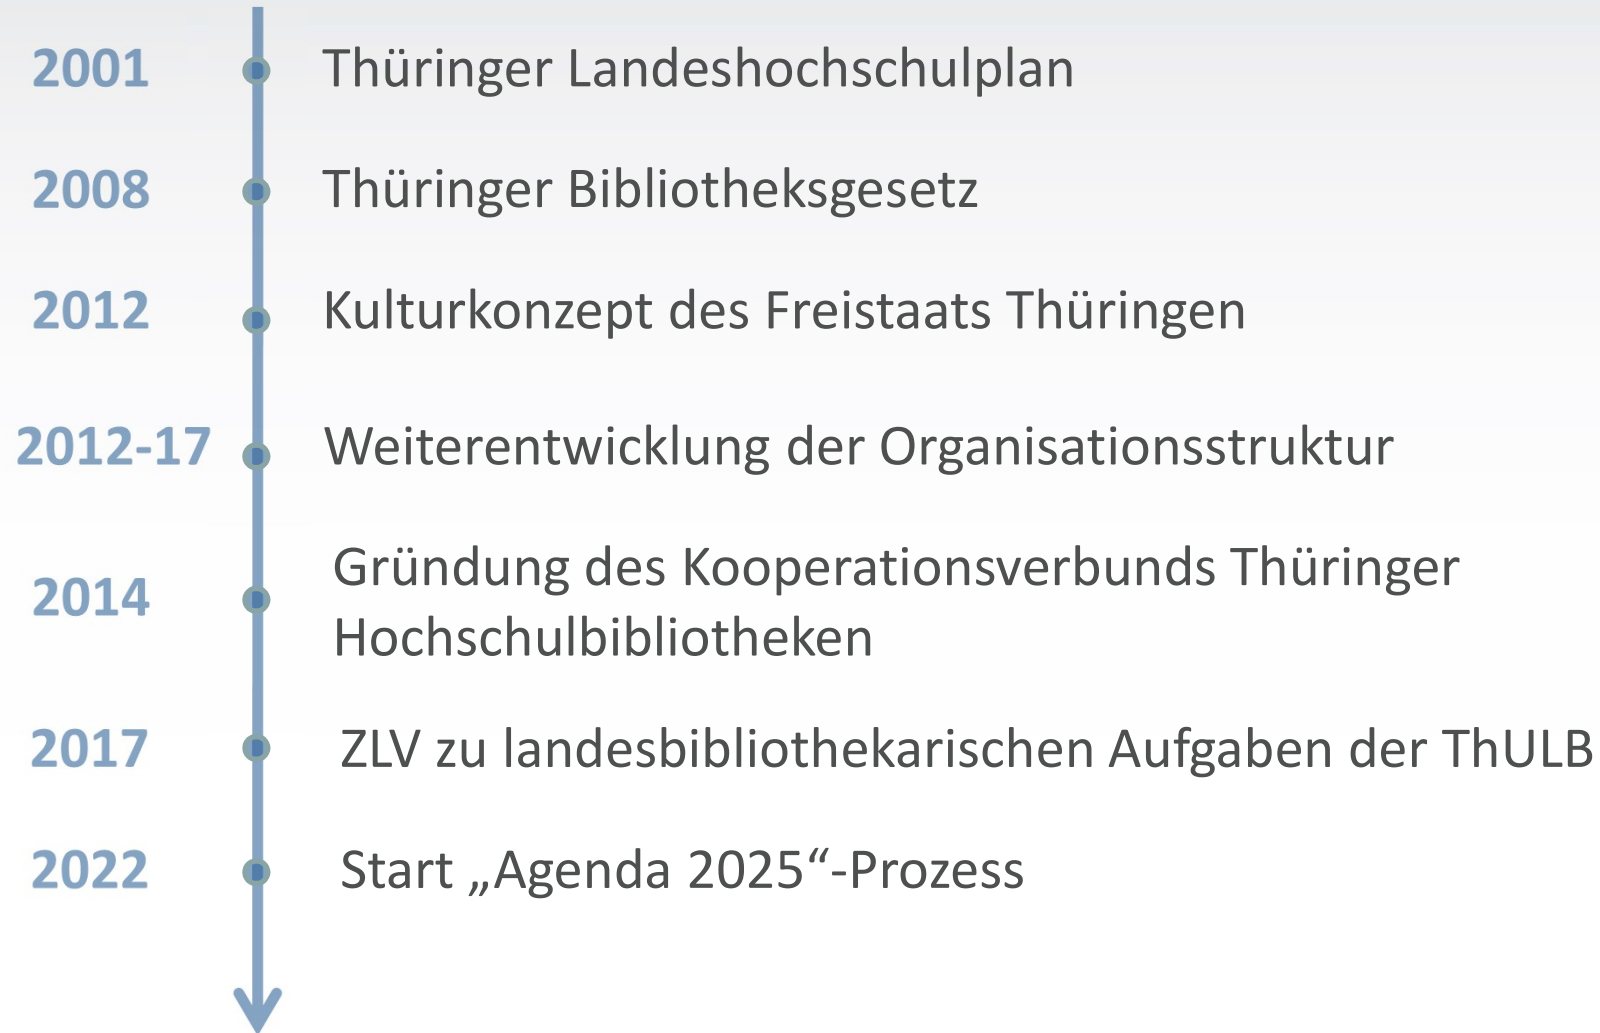 2001 Thüringer Landeshochschulplan
2008 Thüringer Bibliotheksgesetz
2012 Kulturkonzept des Freistaats Thüringen
2012-17 Weiterentwicklung der Organisationsstruktur
2014 Gründung des Kooperationsverbunds Thüringer
Hochschulbibliotheken
2017 ZLV zu landesbibliothekarischen Aufgaben der ThULB
2022 Start „Agenda 2025“-Prozess